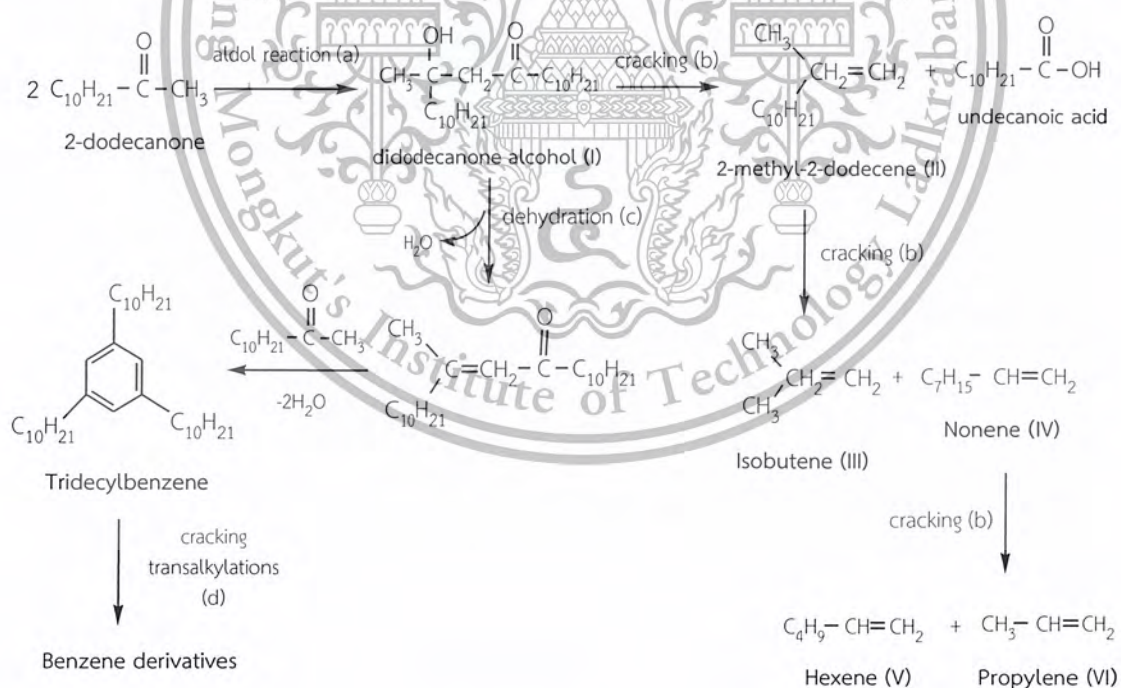 O
2 C10H21 – C – CH3
2-dodecanone
aldol reaction (a)
OH O
CH3– C – CH2 – C – C10H21
C10H21
didodecanone alcohol (I)
cracking (b)
CH3
CH2=CH2
C10H21
2-methyl-2-dodecene (II)
+
O
C10H21 – C –OH
undecanoic acid
dehydration (c)
H2O
cracking (b)
CH3 O
C=CH2– C – C10H21
C10H21
O
C10H21– C –CH3
-2H2O
C10H21
C10H21 C10H21
Tridecylbenzene
CH3
CH2= CH2 + C7H15– CH=CH2
CH3
Isobutene (III)
Nonene (IV)
cracking
transalkylations
(d)
Benzene derivatives
cracking (b)
C4H9– CH=CH2 + CH3– CH=CH2
Hexene (V) Propylene (VI)
Mongkut's Institute of Technology Ladkrabang